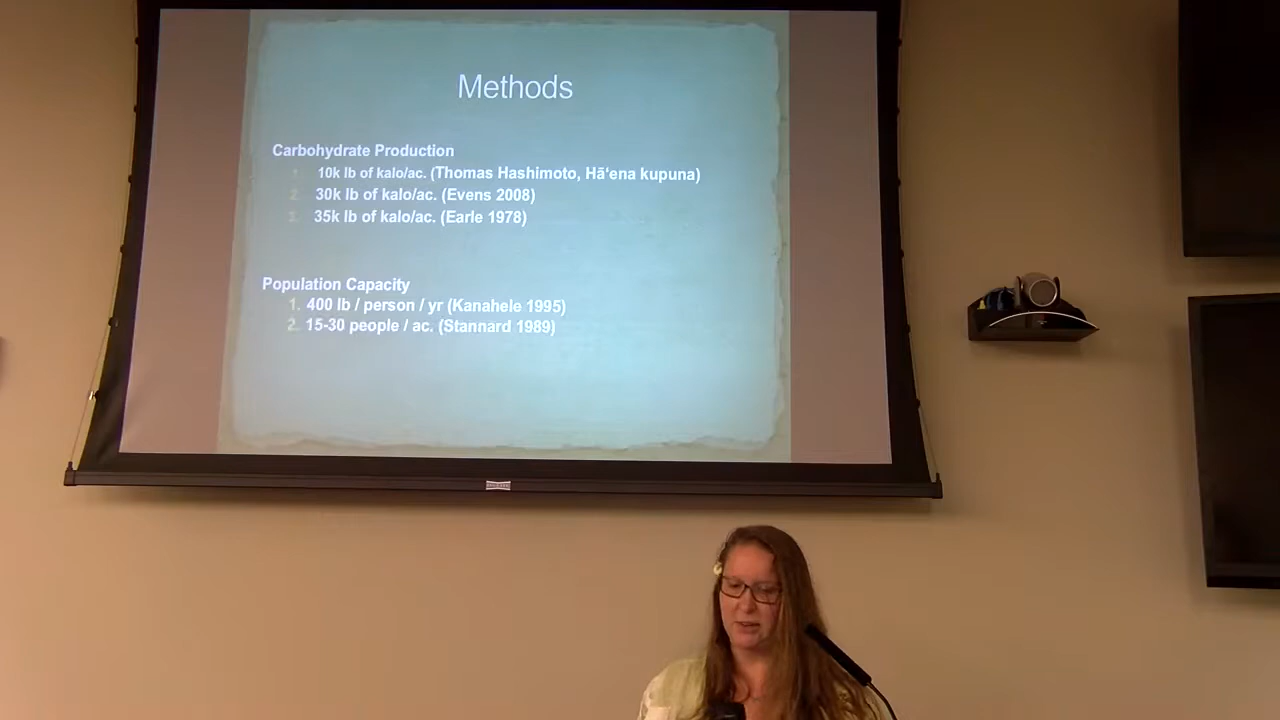 Methods
Carbohydrate Production
1. 10k lb of kalo/ac. (Thomas Hashimoto, Hāʻena kupuna)
2. 30k lb of kalo/ac. (Evens 2008)
3. 35k lb of kalo/ac. (Earle 1978)
Population Capacity
1. 400 lb / person / yr (Kanahele 1995)
2. 15-30 people / ac. (Stannard 1989)